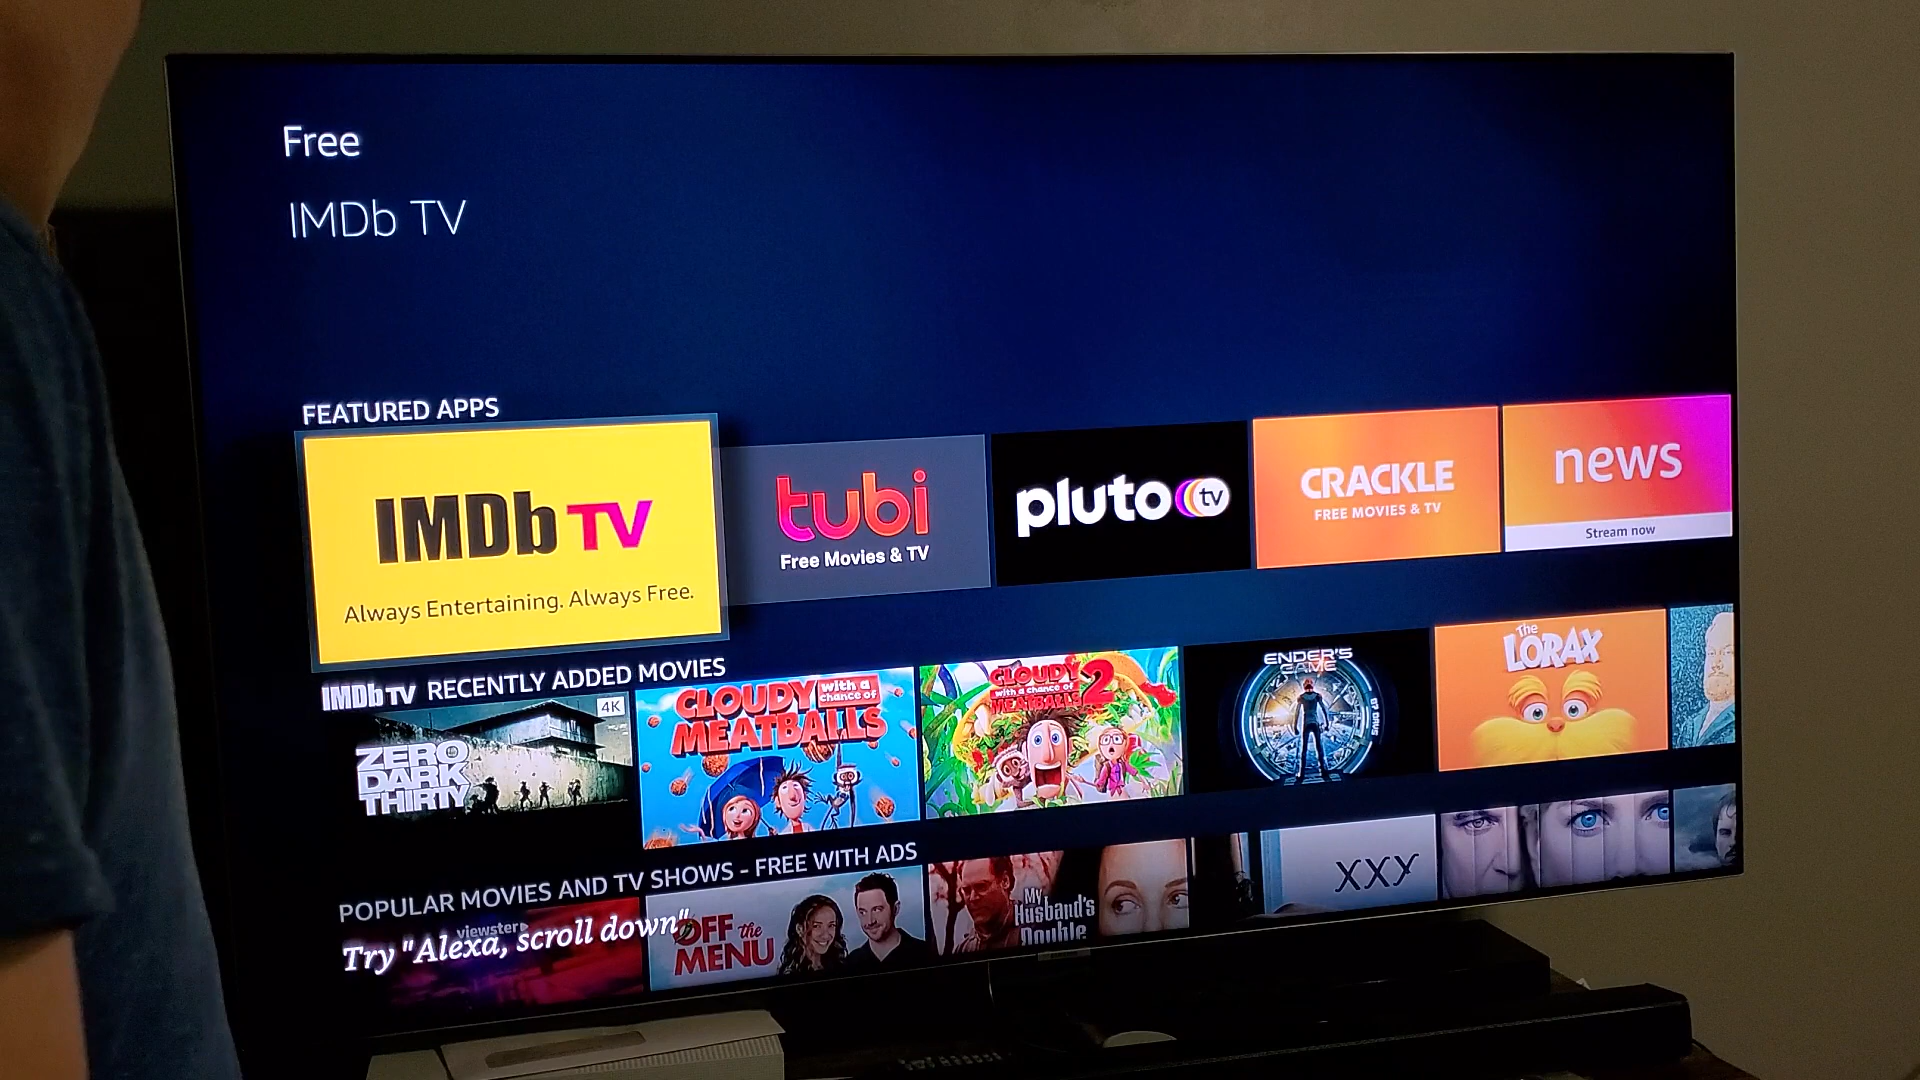 Free
IMDb TV
FEATURED APPS
IMDb TV
Always Entertaining. Always Free.
tubi
Free Movies & TV
pluto tv
CRACKLE
FREE MOVIES & TV
news
Stream now
IMDb TV RECENTLY ADDED MOVIES
4K
ZERO
DARK
THIRTY
CLOUDY
with a
chance of
MEATBALLS
CLOUDY 2
with a chance of
MEATBALLS
ENDER'S
GAME
The
LORAX
POPULAR MOVIES AND TV SHOWS - FREE WITH ADS
viewster
Try "Alexa, scroll down"
OFF the
MENU
My
Husband's
Double
XXY